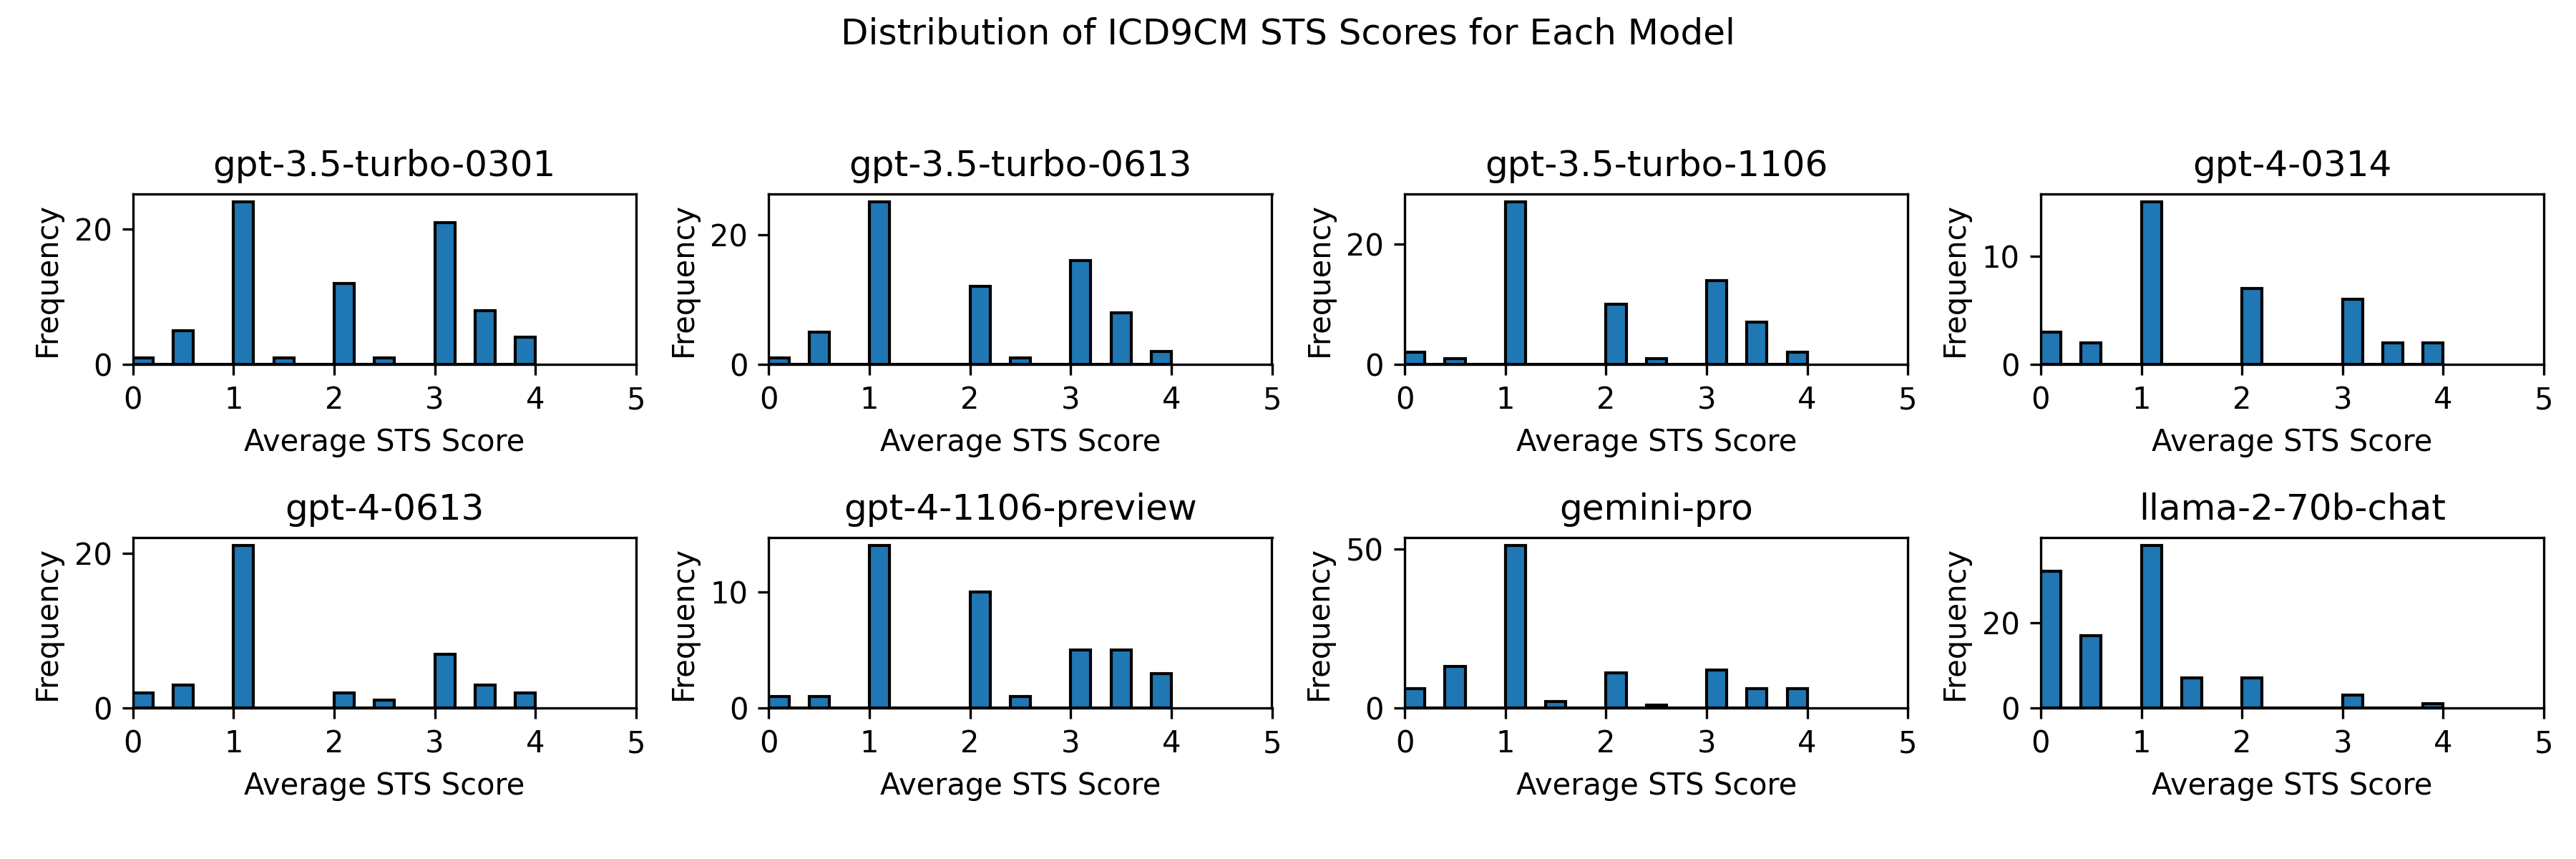 Distribution of ICD9CM STS Scores for Each Model
gpt-3.5-turbo-0301
Frequency
20
0
0 1 2 3 4 5
Average STS Score
gpt-3.5-turbo-0613
Frequency
20
0
0 1 2 3 4 5
Average STS Score
gpt-3.5-turbo-1106
Frequency
20
0
0 1 2 3 4 5
Average STS Score
gpt-4-0314
Frequency
10
0
0 1 2 3 4 5
Average STS Score
gpt-4-0613
Frequency
20
0
0 1 2 3 4 5
Average STS Score
gpt-4-1106-preview
Frequency
10
0
0 1 2 3 4 5
Average STS Score
gemini-pro
Frequency
50
0
0 1 2 3 4 5
Average STS Score
llama-2-70b-chat
Frequency
20
0
0 1 2 3 4 5
Average STS Score